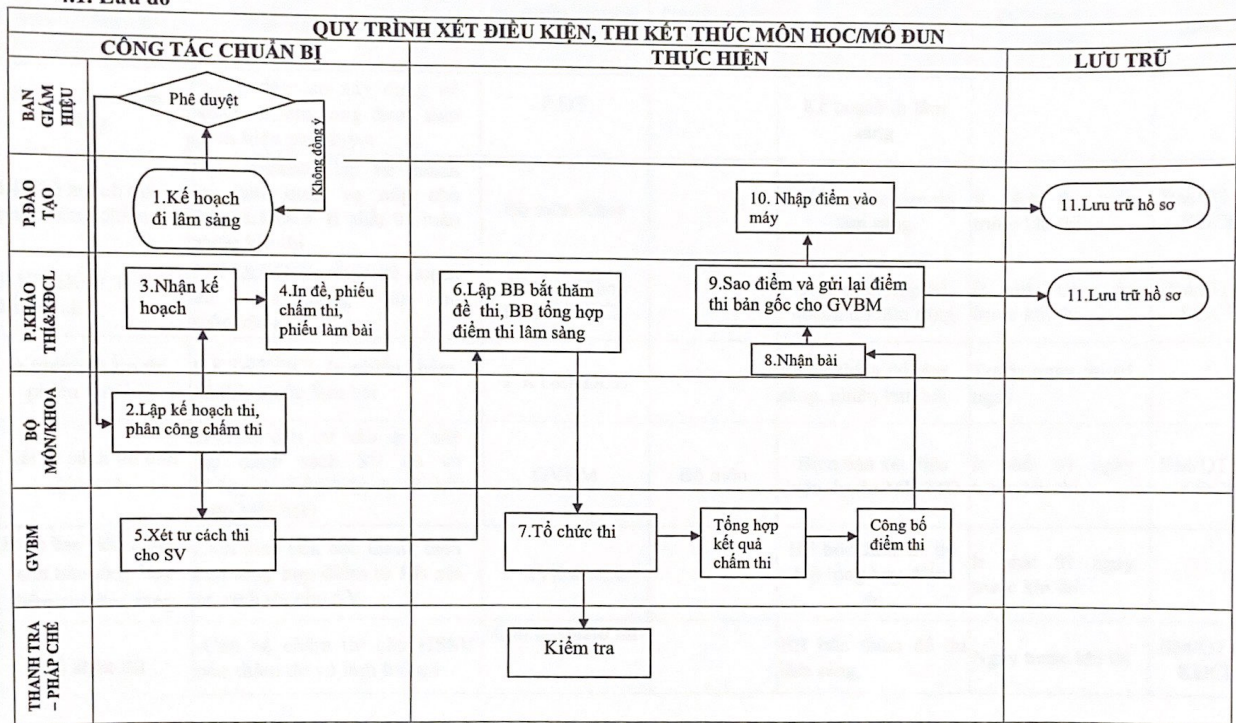 4.1. Lưu đồ
QUY TRÌNH XÉT ĐIỀU KIỆN, THI KẾT THÚC MÔN HỌC/MÔ ĐUN
CÔNG TÁC CHUẨN BỊ
THỰC HIỆN
LƯU TRỮ
BAN
GIÁM
HIỆU
Phê duyệt
Không đồng ý
P.ĐÀO
TẠO
1.Kế hoạch
đi lâm sàng
10. Nhập điểm vào
máy
11.Lưu trữ hồ sơ
P.KHẢO
THÍ&KĐCL
3.Nhận kế
hoạch
4.In đề, phiếu
chấm thi,
phiếu làm bài
6.Lập BB bắt thăm
đề thi, BB tổng hợp
điểm thi lâm sàng
9.Sao điểm và gửi lại điểm
thi bản gốc cho GVBM
11.Lưu trữ hồ sơ
8.Nhận bài
BỘ
MÔN/KHOA
2.Lập kế hoạch thi,
phân công chấm thi
GVBM
5.Xét tư cách thi
cho SV
7.Tổ chức thi
Tổng hợp
kết quả
chấm thi
Công bố
điểm thi
THANH TRA
– PHÁP CHẾ
Kiểm tra